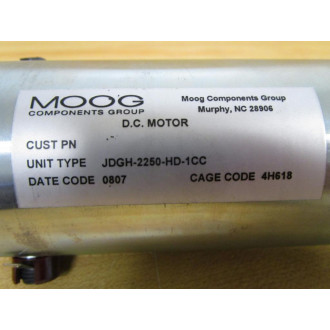 MOOG
COMPONENTS GROUP
Moog Components Group
Murphy, NC 28906
D.C. MOTOR
CUST PN
UNIT TYPE JDGH-2250-HD-1CC
DATE CODE 0807 CAGE CODE 4H618